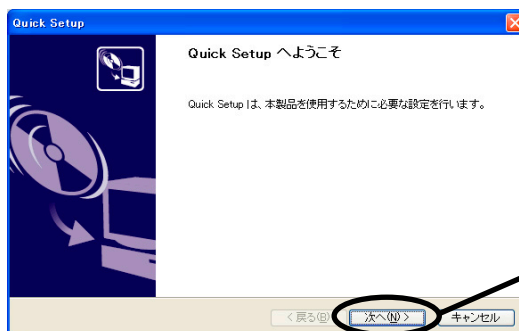 Quick Setup
Quick Setup へようこそ
Quick Setup は、本製品を使用するために必要な設定を行います。
< 戻る(B)
次へ(N) >
キャンセル